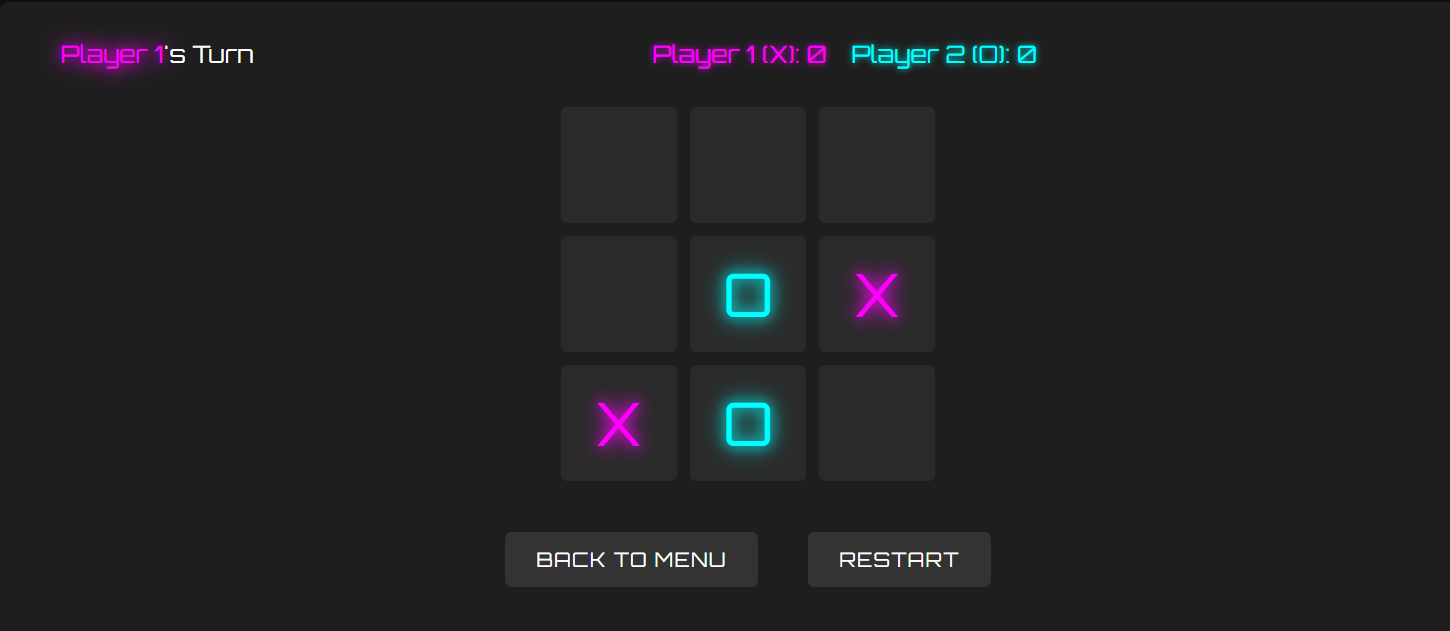 Player 1's Turn
Player 1 (X): 0 Player 2 (O): 0
O X
X O
BACK TO MENU RESTART